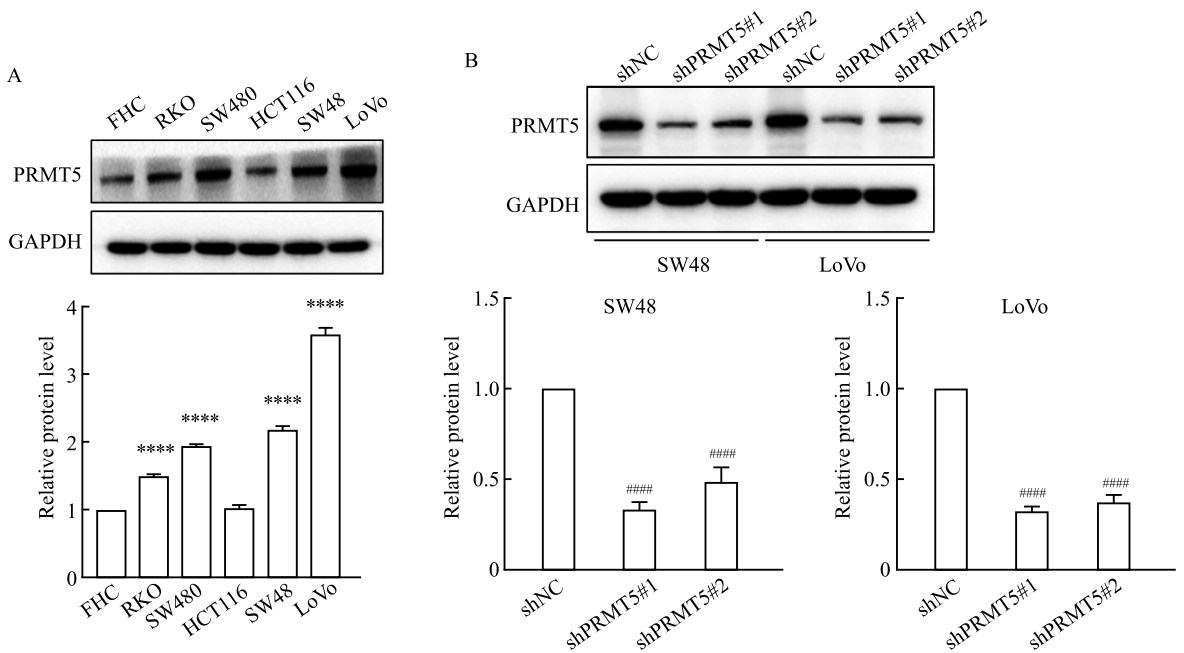 A
FHC RKO SW480 HCT116 SW48 LoVo
PRMT5
GAPDH
4
3
2
1
0
Relative protein level
**** **** **** ****
FHC RKO SW480 HCT116 SW48 LoVo
B
shNC shPRMT5#1 shPRMT5#2 shNC shPRMT5#1 shPRMT5#2
PRMT5
GAPDH
SW48 LoVo
SW48
1.5
1.0
0.5
0
Relative protein level
#### ####
shNC shPRMT5#1 shPRMT5#2
LoVo
1.5
1.0
0.5
0
Relative protein level
#### ####
shNC shPRMT5#1 shPRMT5#2